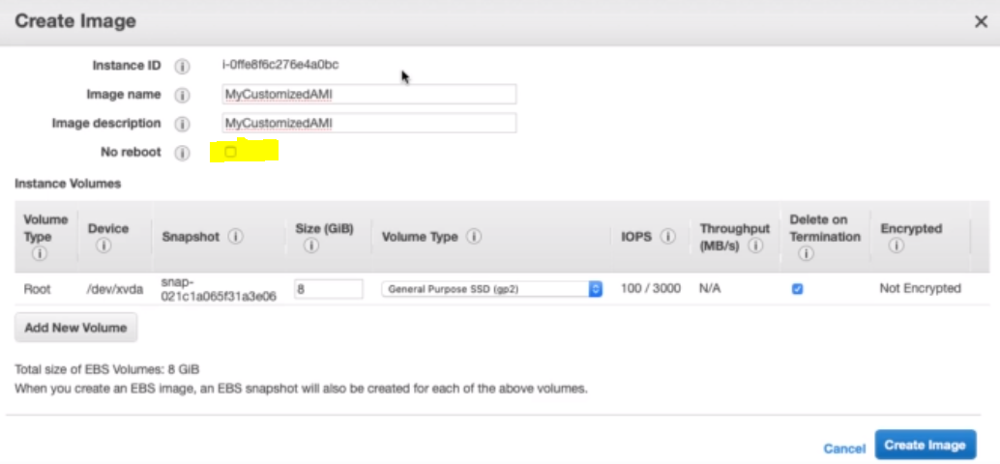 Create Image
Instance ID i-0ffe8f6c276e4a0bc
Image name MyCustomizedAMI
Image description MyCustomizedAMI
No reboot
Instance Volumes
Volume Type Device Snapshot Size (GiB) Volume Type IOPS Throughput (MB/s) Delete on Termination Encrypted
Root /dev/xvda snap-021c1a065f31a3e06 8 General Purpose SSD (gp2) 100 / 3000 N/A Not Encrypted
Add New Volume
Total size of EBS Volumes: 8 GiB
When you create an EBS image, an EBS snapshot will also be created for each of the above volumes.
Cancel Create Image